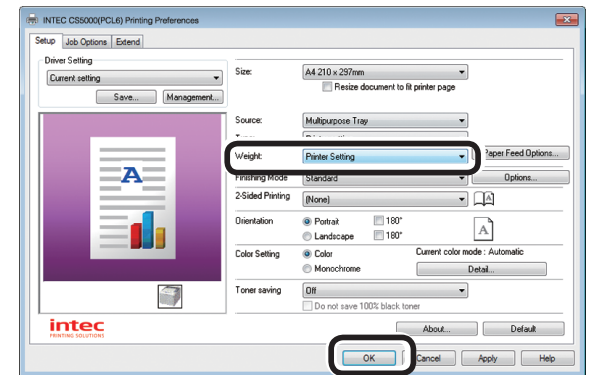 INTEC CS5000(PCL6) Printing Preferences
Setup Job Options Extend
Driver Setting
Current setting
Save... Management...
Size: A4 210 x 297mm
Resize document to fit printer page
Source: Multipurpose Tray
Weight: Printer Setting
Paper Feed Options...
Finishing Mode Standard Options...
2-Sided Printing (None)
A
Orientation Portrait 180°
Landscape 180°
A
A
Color Setting Color Current color mode : Automatic
Monochrome Detail...
Toner saving Off
Do not save 100% black toner
intec
PRINTING SOLUTIONS
About... Default
OK Cancel Apply Help